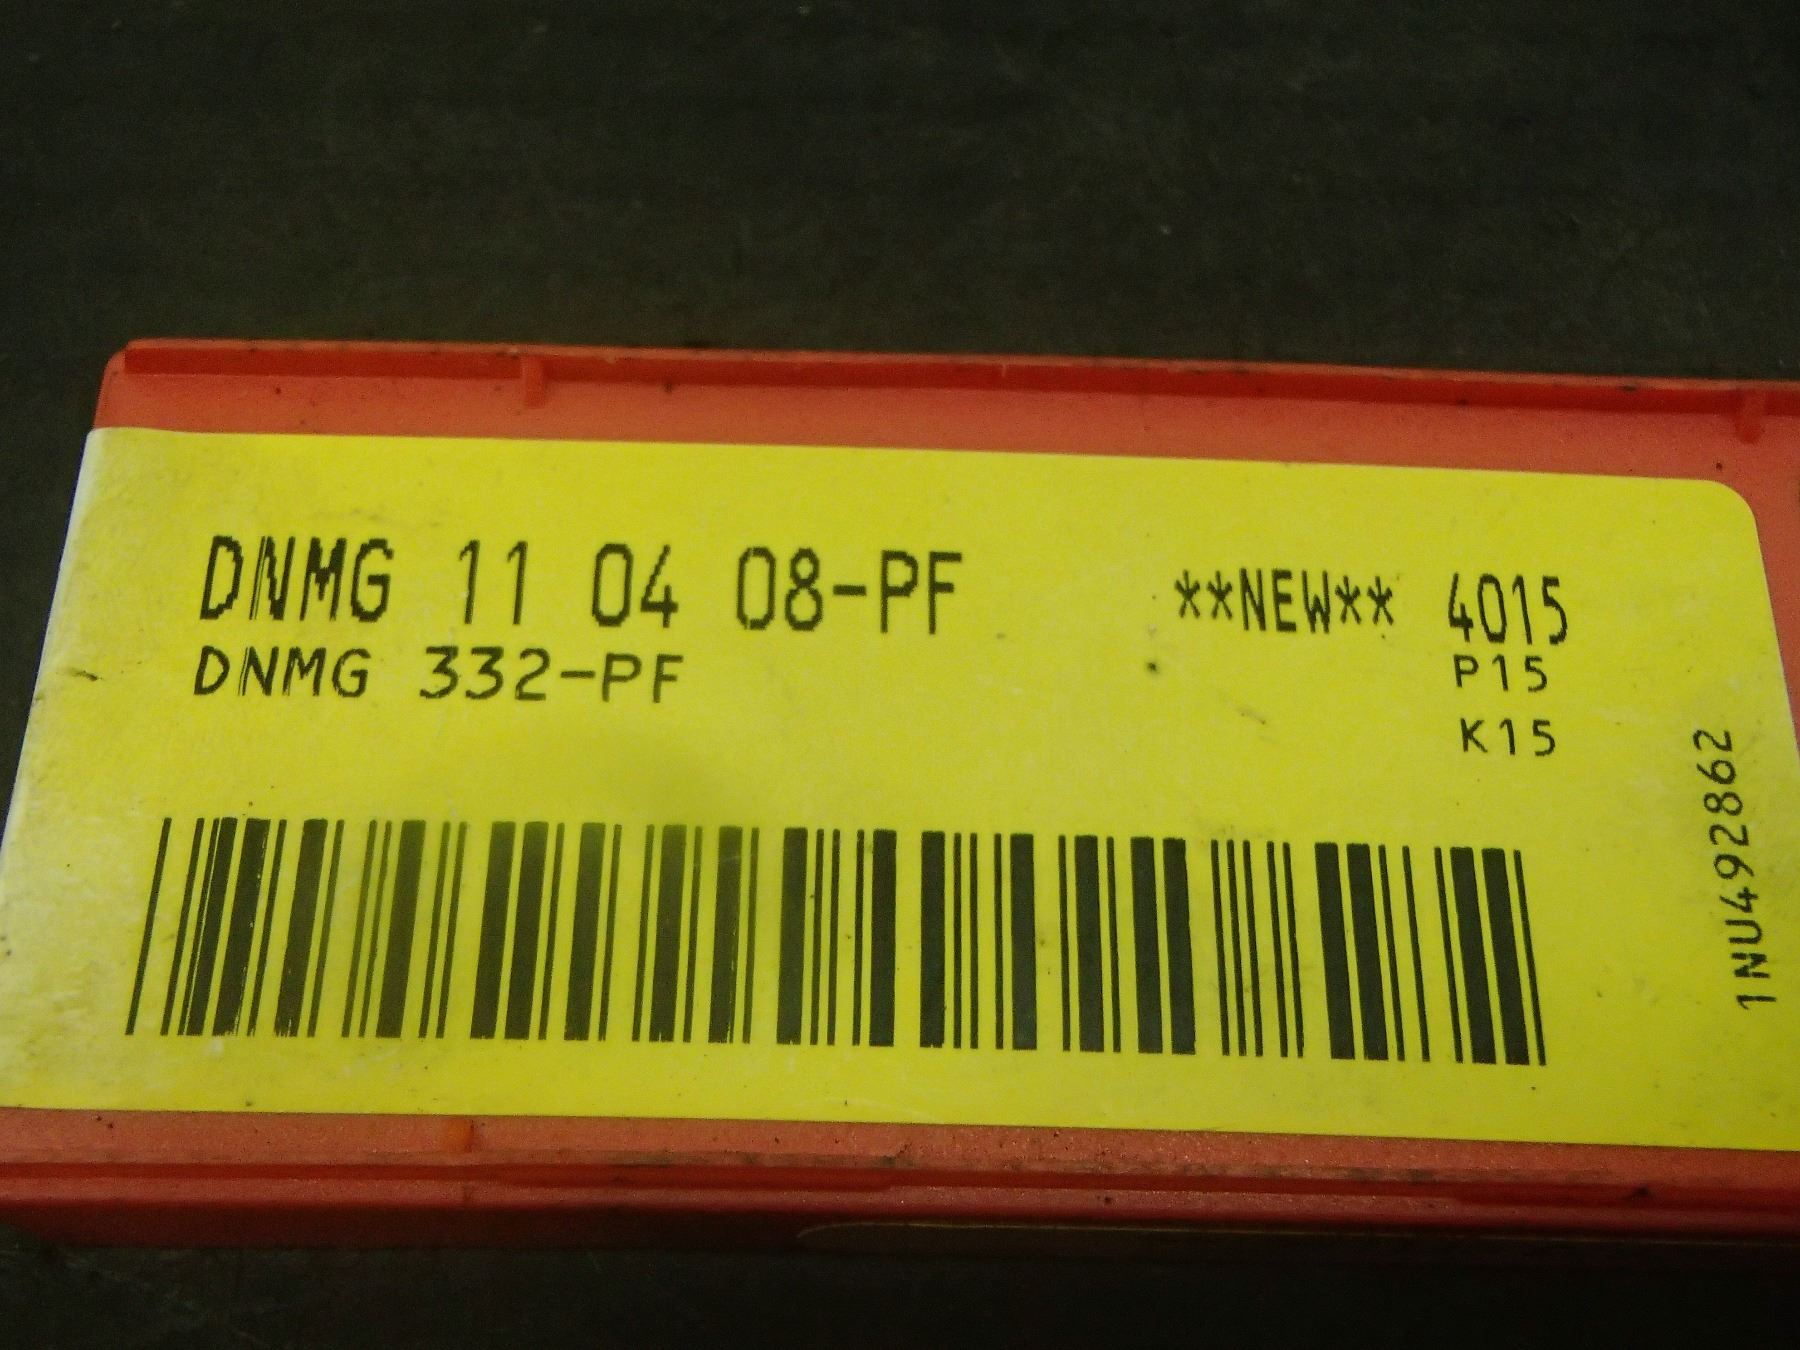 DNMG 11 04 08-PF **NEW** 4015
DNMG 332-PF P15
K15
1NU492862